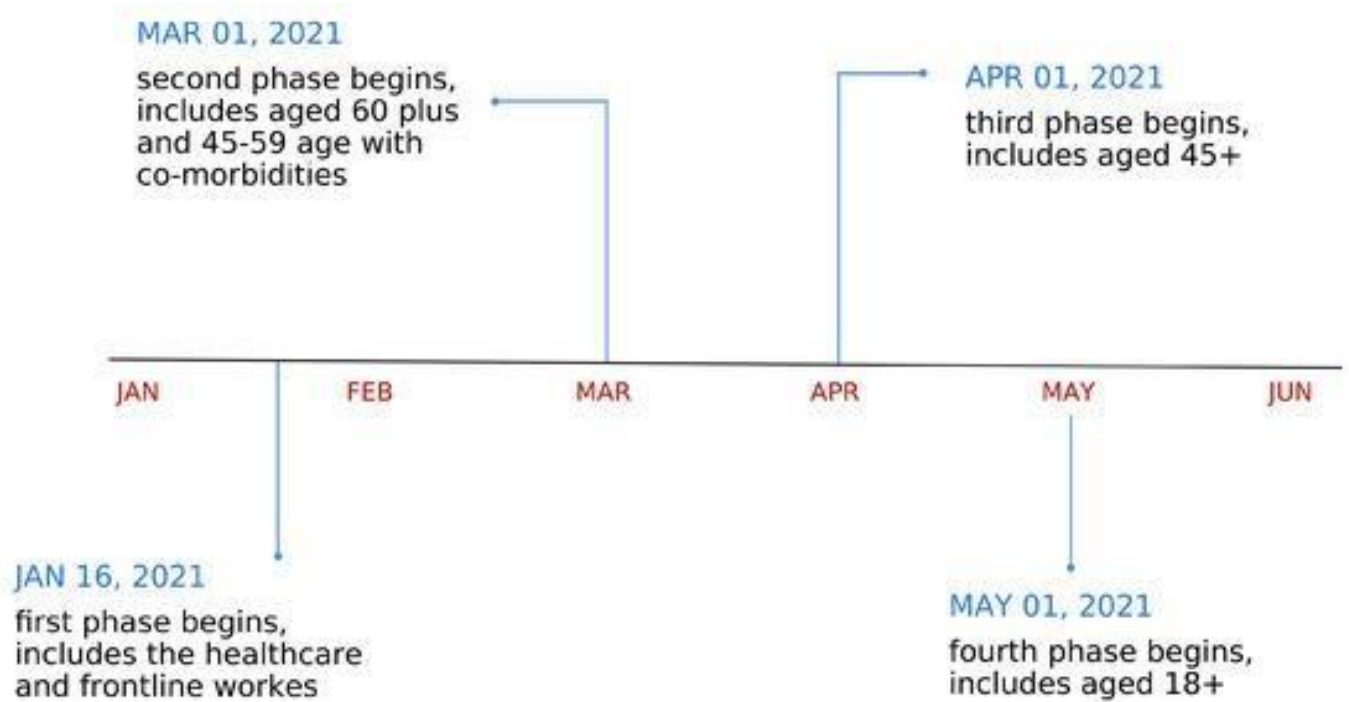 MAR 01, 2021
second phase begins,
includes aged 60 plus
and 45-59 age with
co-morbidities
APR 01, 2021
third phase begins,
includes aged 45+
JAN
FEB
MAR
APR
MAY
JUN
JAN 16, 2021
first phase begins,
includes the healthcare
and frontline workes
MAY 01, 2021
fourth phase begins,
includes aged 18+